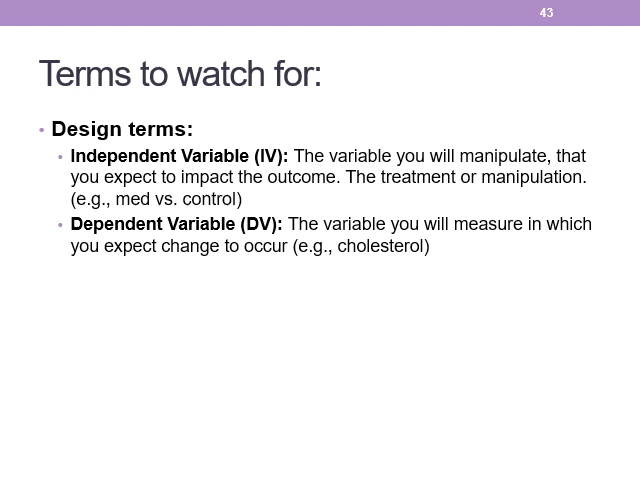 43
Terms to watch for:
• Design terms:
• Independent Variable (IV): The variable you will manipulate, that
you expect to impact the outcome. The treatment or manipulation.
(e.g., med vs. control)
• Dependent Variable (DV): The variable you will measure in which
you expect change to occur (e.g., cholesterol)